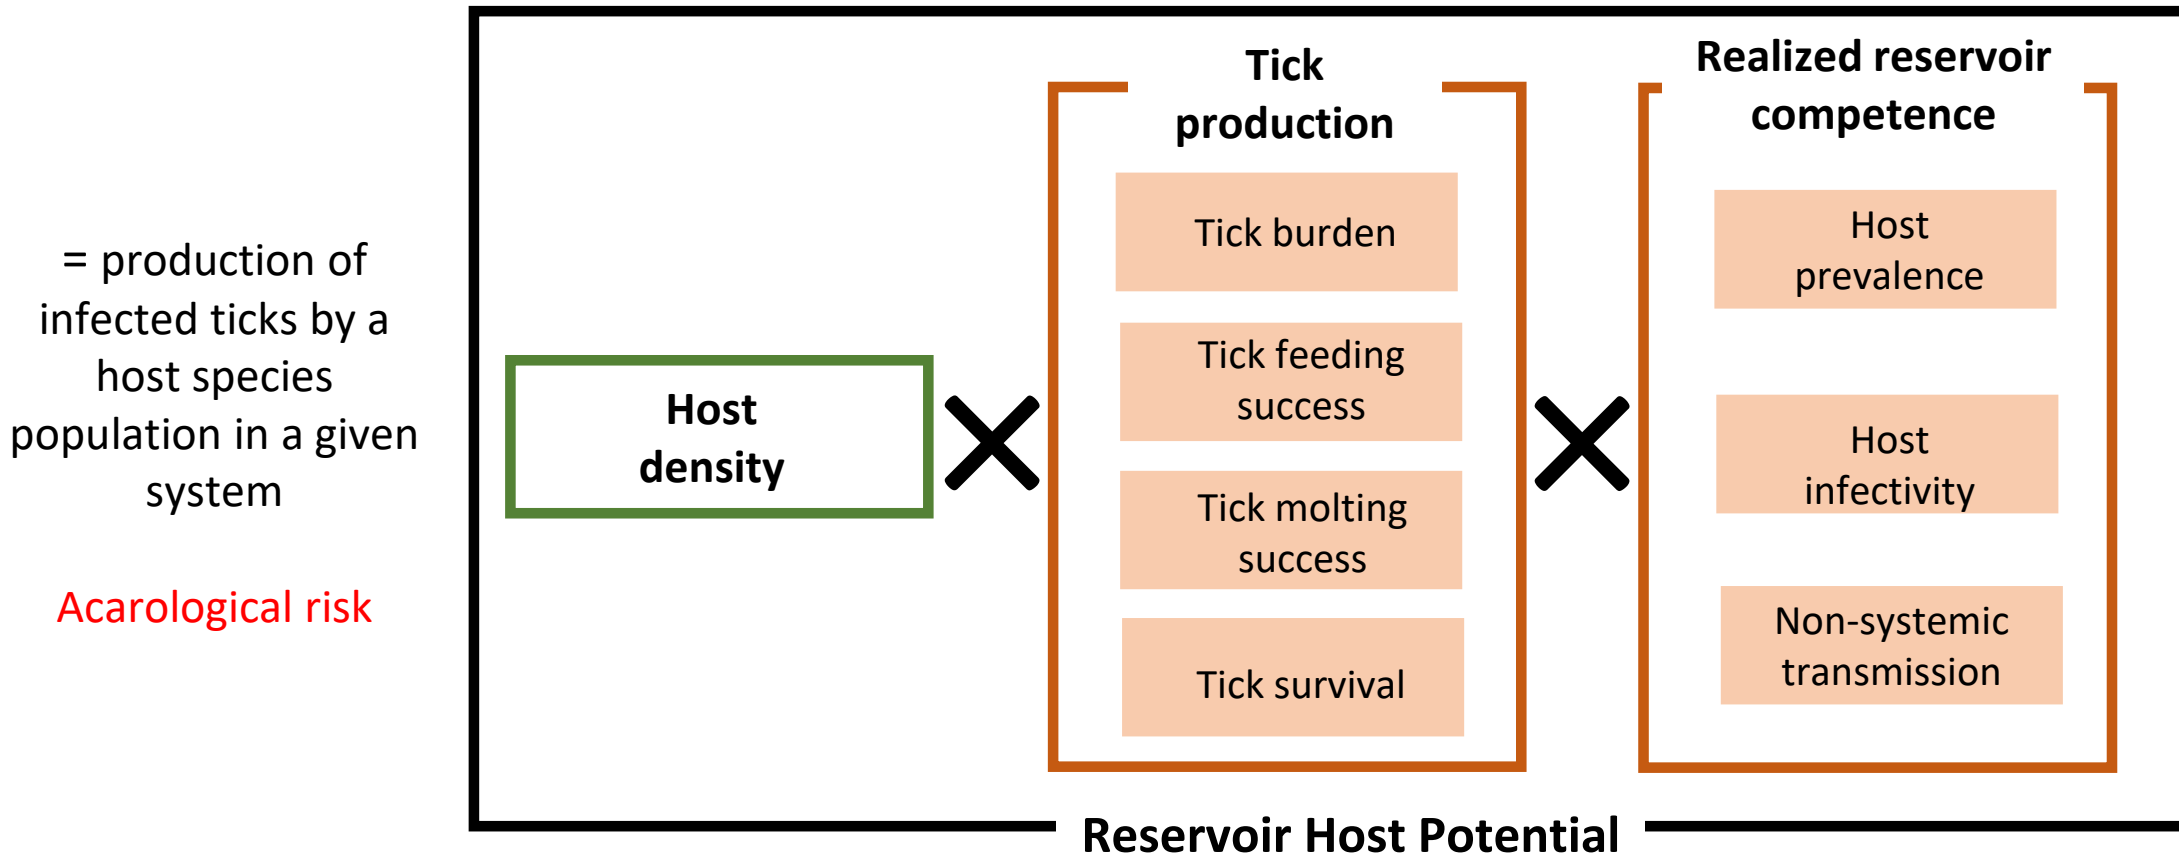 = production of
infected ticks by a
host species
population in a given
system
Acarological risk
Host
density
Tick
production
Tick burden
Tick feeding
success
Tick molting
success
Tick survival
Realized reservoir
competence
Host
prevalence
Host
infectivity
Non-systemic
transmission
Reservoir Host Potential